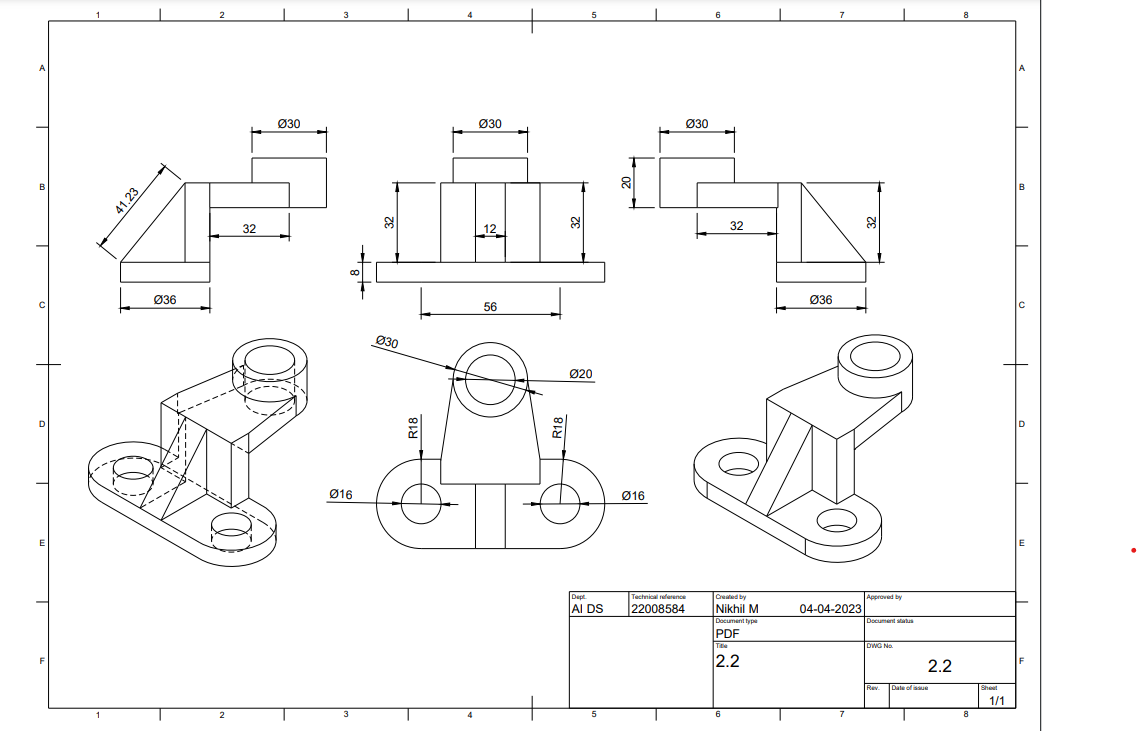 1 2 3 4 5 6 7 8
A A
Ø30 Ø30 Ø30
B B
41.23 20
32 32 32
32 12 32
8
Ø36 56 Ø36
C C
Ø30
Ø20
D D
R18 R18
Ø16 Ø16
E E
Dept. Technical reference Created by Approved by
AI DS 22008584 Nikhil M 04-04-2023
Document type Document status
PDF
Title DWG No.
2.2 2.2
F F
Rev. Date of issue Sheet
1/1
1 2 3 4 5 6 7 8